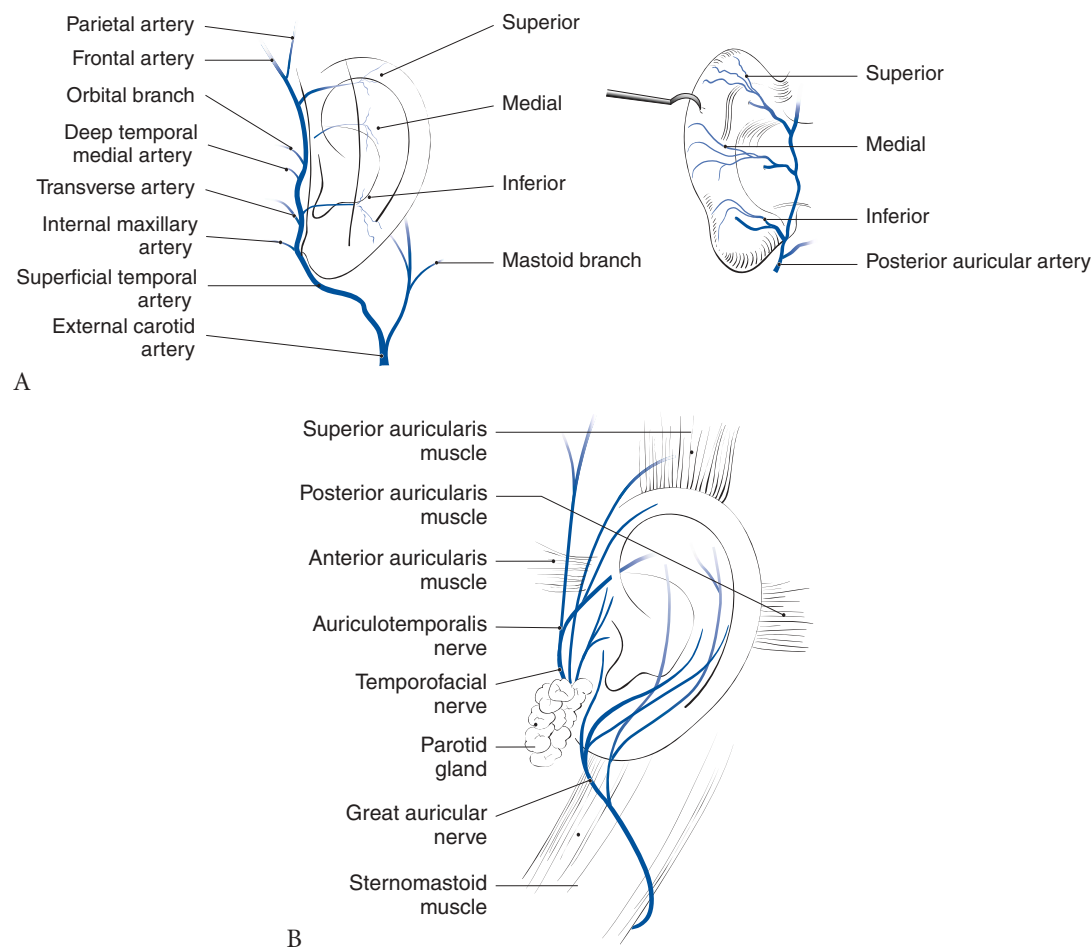 Parietal artery
Frontal artery
Orbital branch
Deep temporal
medial artery
Transverse artery
Internal maxillary
artery
Superficial temporal
artery
External carotid
artery
Superior
Medial
Inferior
Mastoid branch
Superior
Medial
Inferior
Posterior auricular artery
A
Superior auricularis
muscle
Posterior auricularis
muscle
Anterior auricularis
muscle
Auriculotemporalis
nerve
Temporofacial
nerve
Parotid
gland
Great auricular
nerve
Sternomastoid
muscle
B